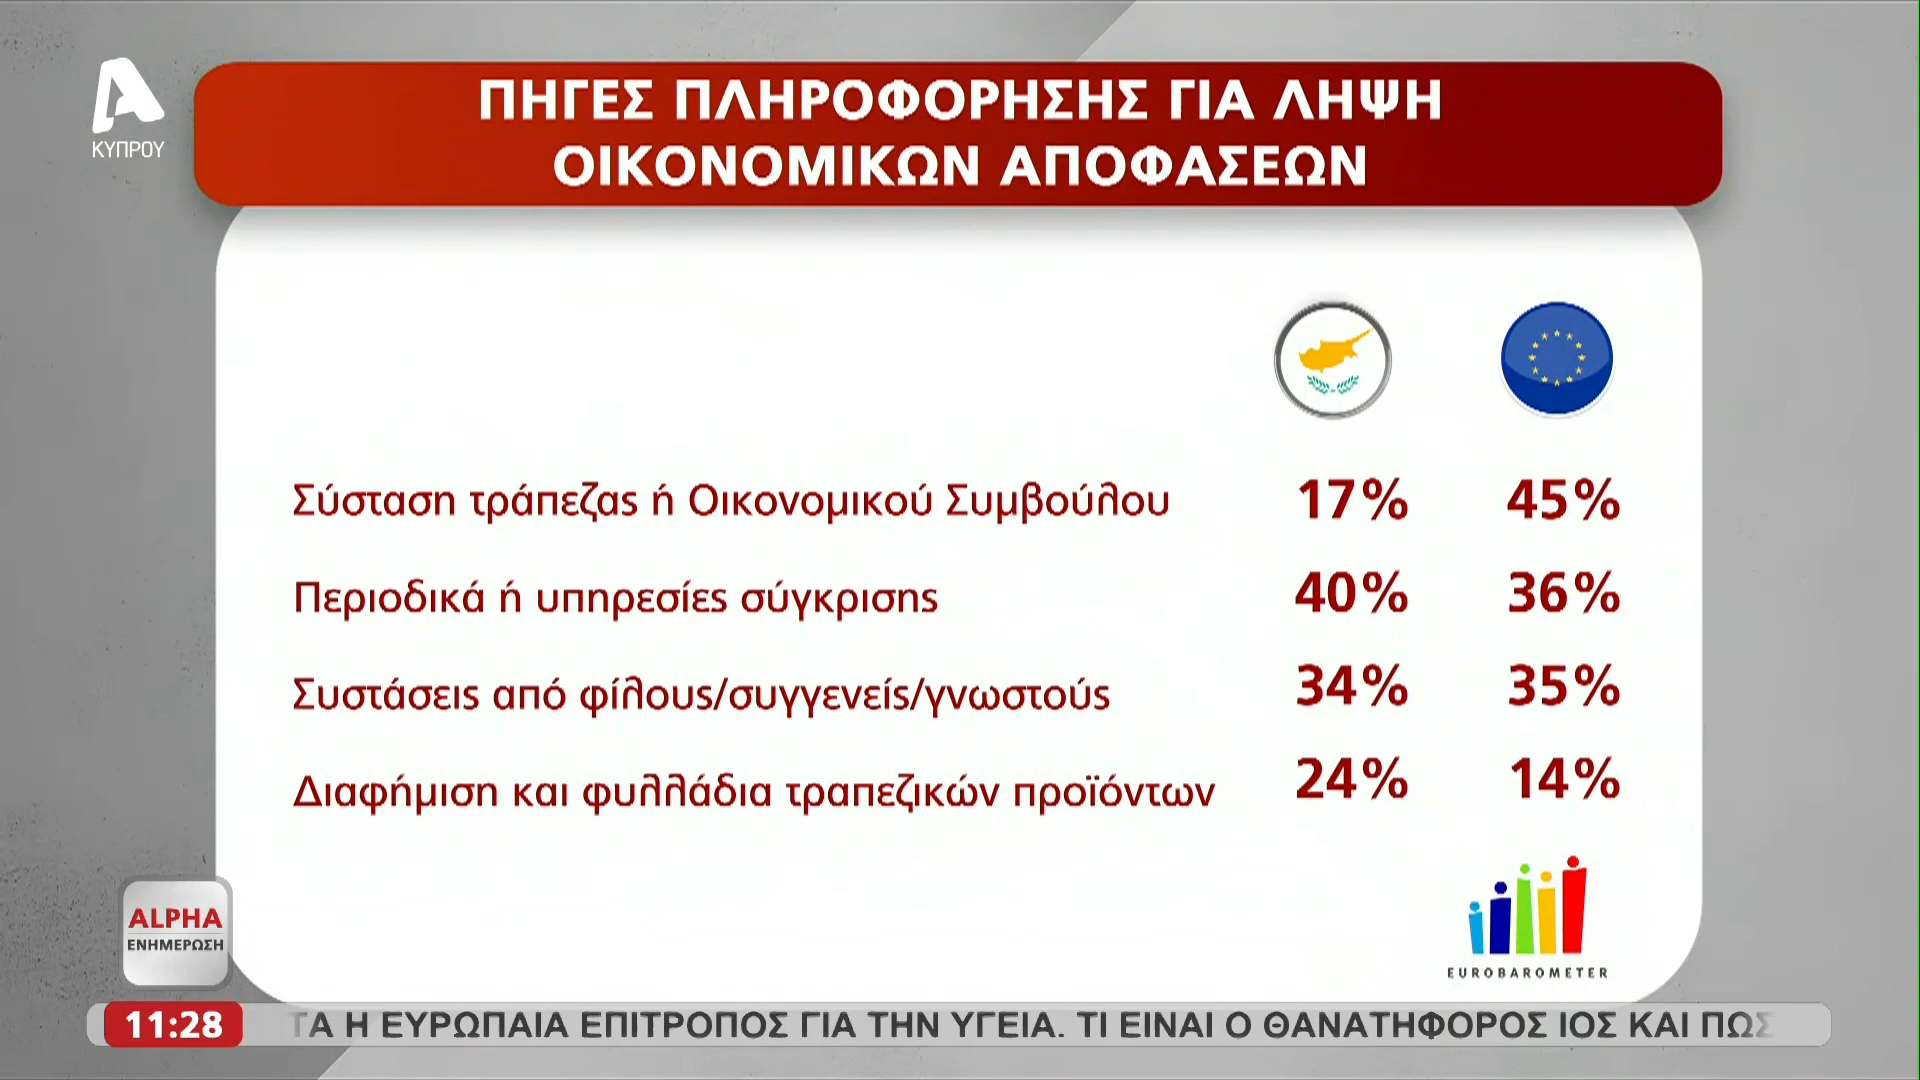 ΚΥΠΡΟΥ
ΠΗΓΕΣ ΠΛΗΡΟΦΟΡΗΣΗΣ ΓΙΑ ΛΗΨΗ
ΟΙΚΟΝΟΜΙΚΩΝ ΑΠΟΦΑΣΕΩΝ
Σύσταση τράπεζας ή Οικονομικού Συμβούλου 17% 45%
Περιοδικά ή υπηρεσίες σύγκρισης 40% 36%
Συστάσεις από φίλους/συγγενείς/γνωστούς 34% 35%
Διαφήμιση και φυλλάδια τραπεζικών προϊόντων 24% 14%
EUROBAROMETER
ALPHA
ΕΝΗΜΕΡΩΣΗ
11:28 ΤΑ Η ΕΥΡΩΠΑΙΑ ΕΠΙΤΡΟΠΟΣ ΓΙΑ ΤΗΝ ΥΓΕΙΑ. ΤΙ ΕΙΝΑΙ Ο ΘΑΝΑΤΗΦΟΡΟΣ ΙΟΣ ΚΑΙ ΠΩΣ